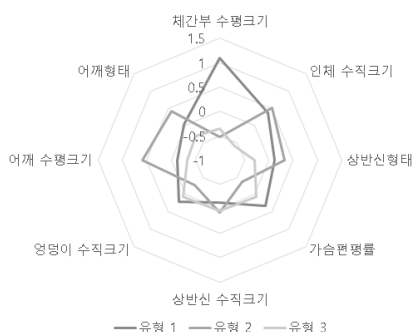 체간부 수평크기
1.5
어깨형태
1
인체 수직크기
0.5
0
-0.5
어깨 수평크기
-1
상반신형태
엉덩이 수직크기
가슴편평률
상반신 수직크기
유형 1
유형 2
유형 3